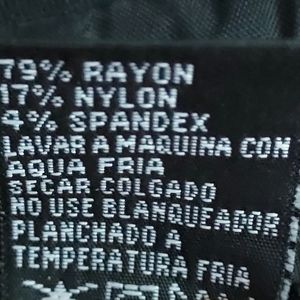 79% RAYON
17% NYLON
4% SPANDEX
LAVAR A MAQUINA CON
AQUA FRIA
SECAR COLGADO
NO USE BLANQUEADOR
PLANCHADO A
TEMPERATURA FRIA